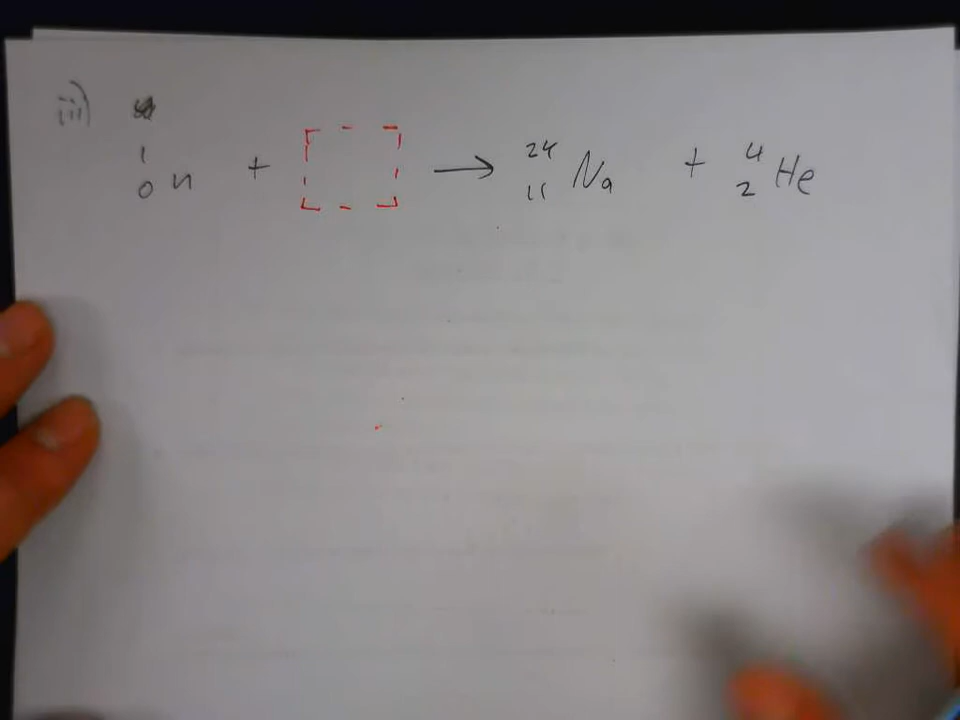 iii)
¹₀n + → ²⁴₁₁Na + ⁴₂He